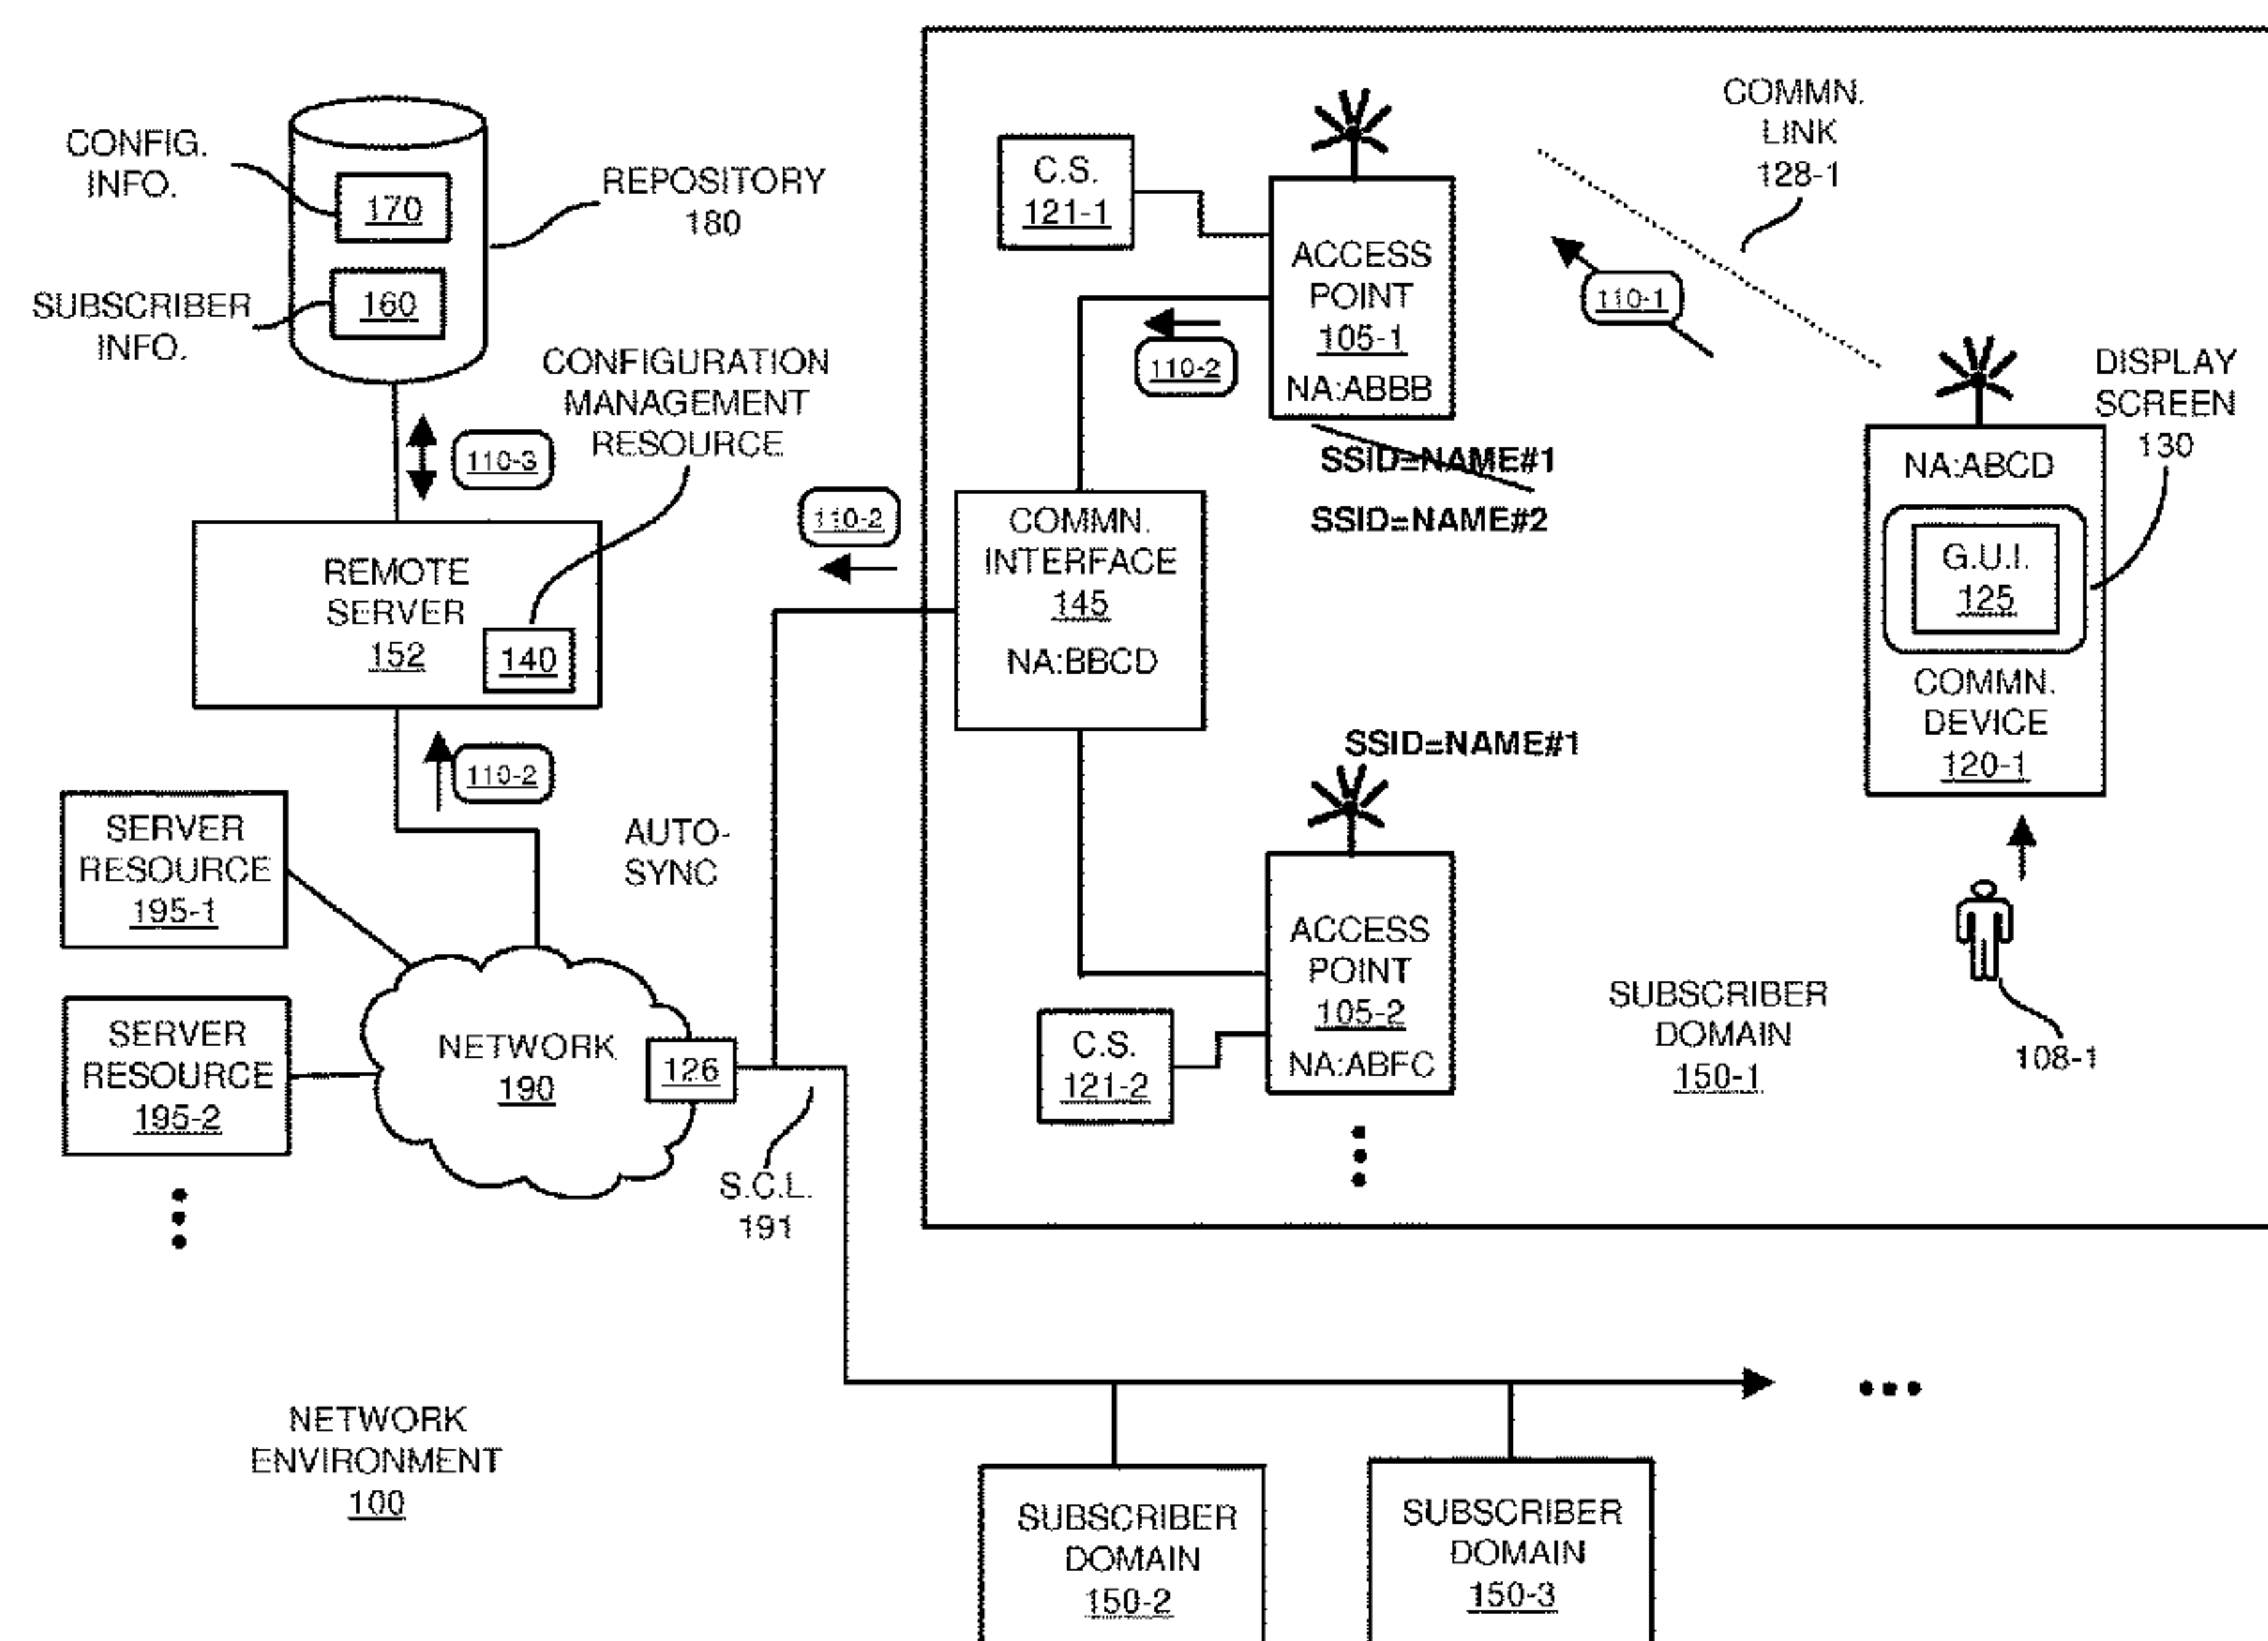 CONFIG.
INFO.
170
REPOSITORY
180
SUBSCRIBER
INFO.
160
CONFIGURATION
MANAGEMENT
RESOURCE
110-3
REMOTE
SERVER
152
140
110-2
110-2
SERVER
RESOURCE
195-1
AUTO-
SYNC
SERVER
RESOURCE
195-2
NETWORK
190
126
S.C.L.
191
NETWORK
ENVIRONMENT
100
C.S.
121-1
ACCESS
POINT
105-1
NA:ABBB
110-2
SSID=NAME#1
SSID=NAME#2
COMMN.
LINK
128-1
110-1
COMMN.
INTERFACE
145
NA:BBCD
DISPLAY
SCREEN
130
NA:ABCD
G.U.I.
125
COMMN.
DEVICE
120-1
108-1
SSID=NAME#1
ACCESS
POINT
105-2
NA:ABFC
C.S.
121-2
SUBSCRIBER
DOMAIN
150-1
SUBSCRIBER
DOMAIN
150-2
SUBSCRIBER
DOMAIN
150-3